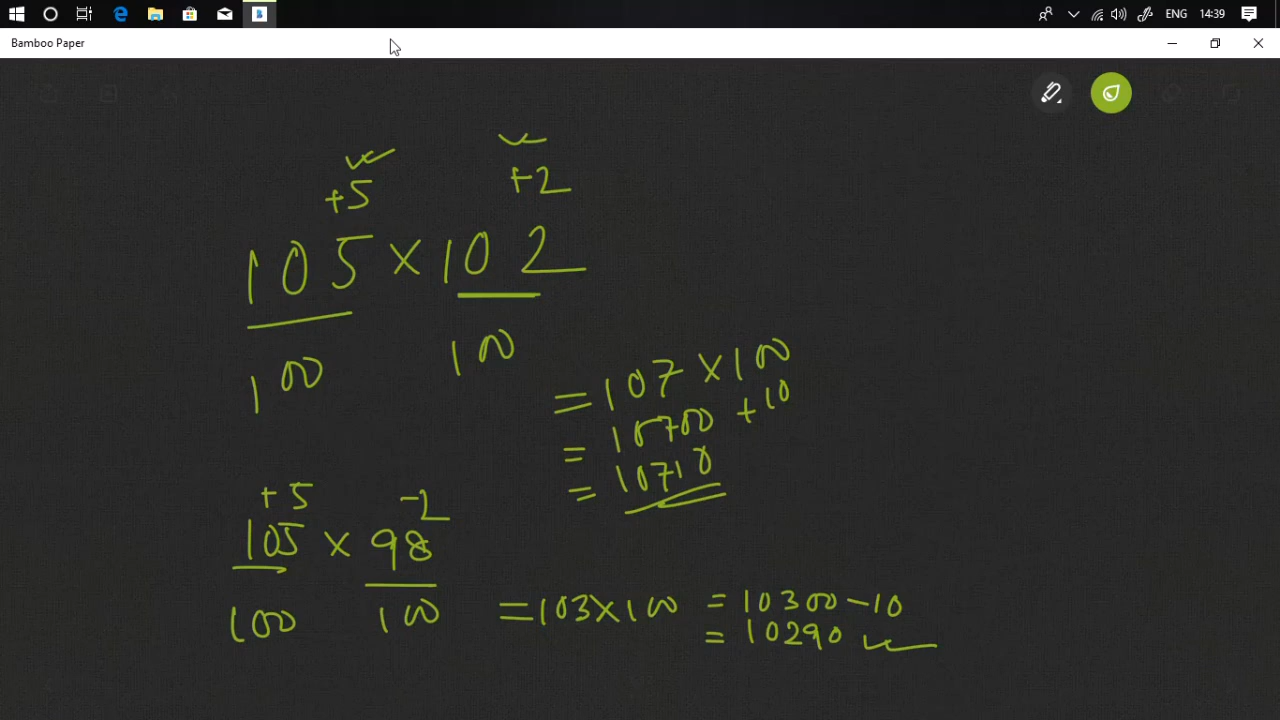 ENG 14:39
Bamboo Paper
+5 +2
105 × 102
100 100
= 107 × 100
= 10700 + 10
= 10710
+5 -2
105 × 98
100 100
= 103 × 100 = 10300 - 10
= 10290